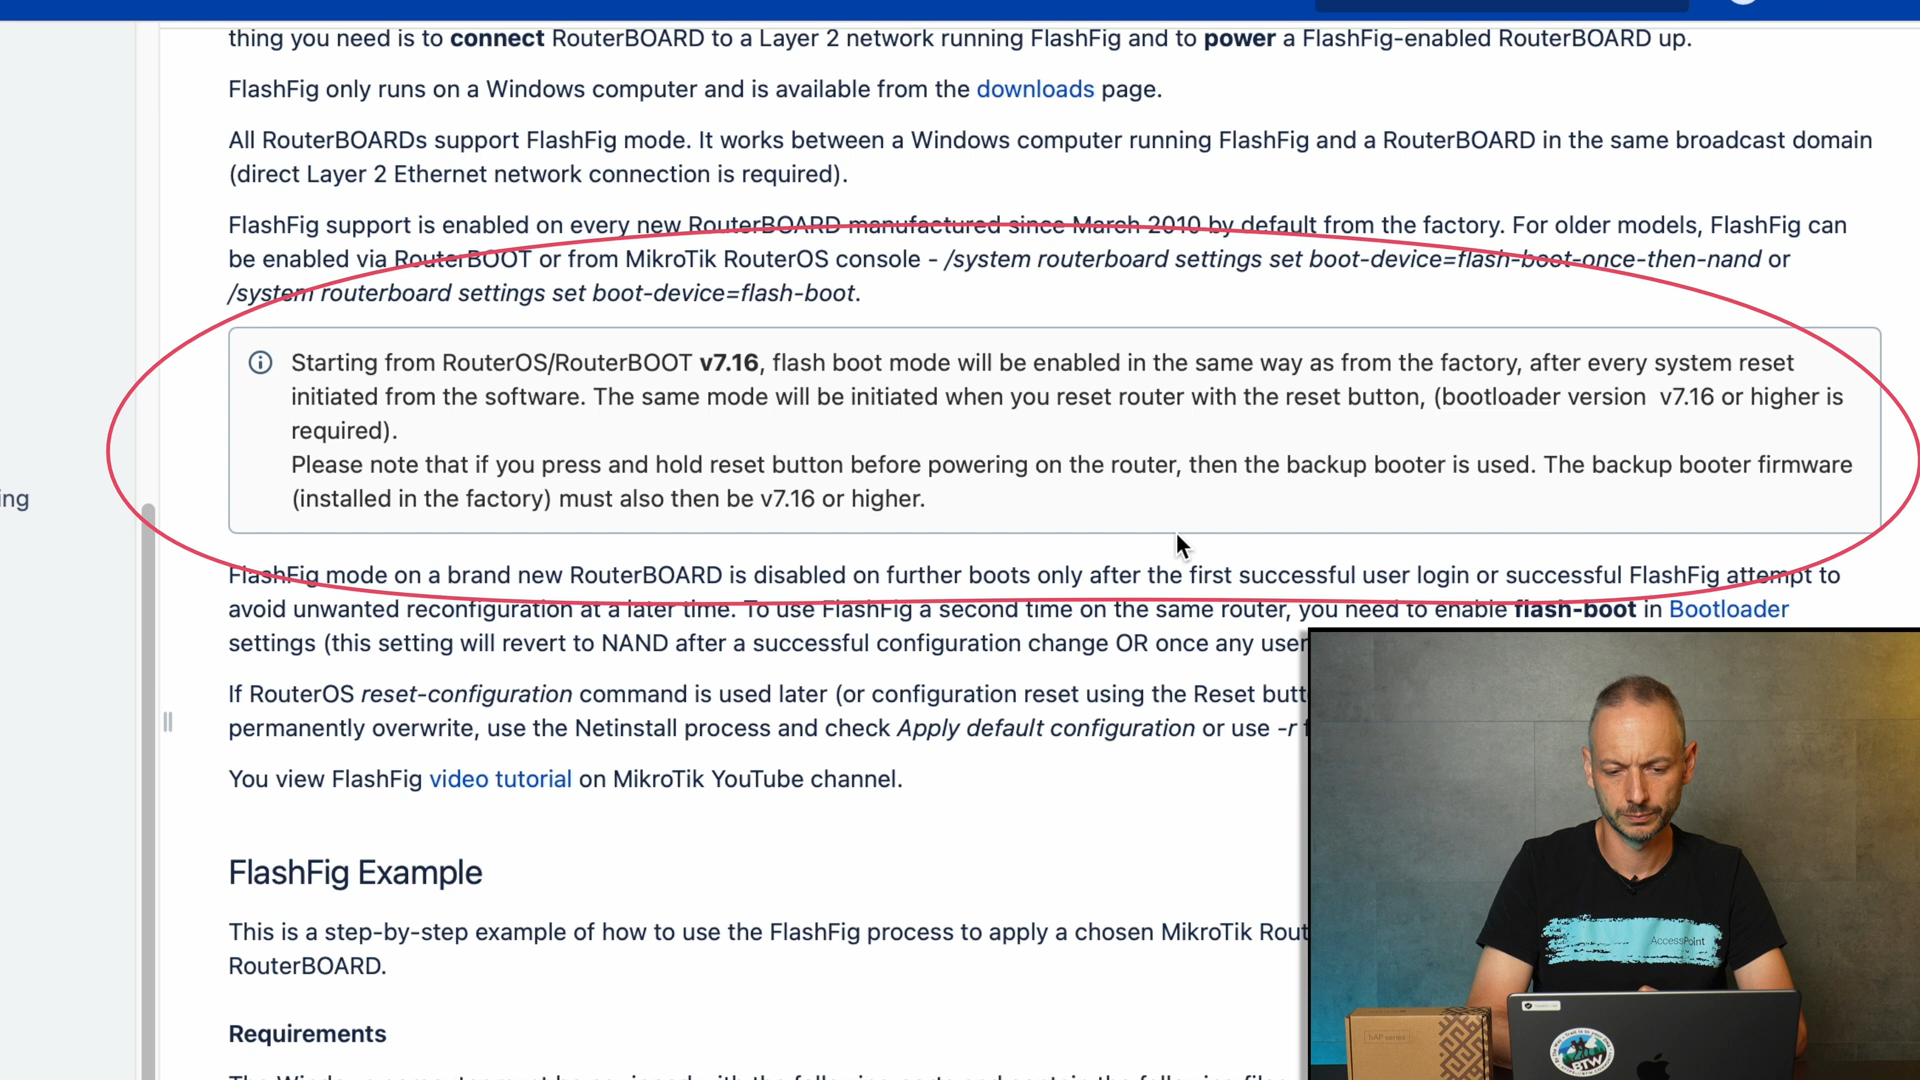 thing you need is to connect RouterBOARD to a Layer 2 network running FlashFig and to power a FlashFig-enabled RouterBOARD up.
FlashFig only runs on a Windows computer and is available from the downloads page.
All RouterBOARDs support FlashFig mode. It works between a Windows computer running FlashFig and a RouterBOARD in the same broadcast domain
(direct Layer 2 Ethernet network connection is required).
FlashFig support is enabled on every new RouterBOARD manufactured since March 2010 by default from the factory. For older models, FlashFig can
be enabled via RouterBOOT or from MikroTik RouterOS console - /system routerboard settings set boot-device=flash-boot-once-then-nand or
/system routerboard settings set boot-device=flash-boot.
Starting from RouterOS/RouterBOOT v7.16, flash boot mode will be enabled in the same way as from the factory, after every system reset
initiated from the software. The same mode will be initiated when you reset router with the reset button, (bootloader version v7.16 or higher is
required).
Please note that if you press and hold reset button before powering on the router, then the backup booter is used. The backup booter firmware
(installed in the factory) must also then be v7.16 or higher.
ing
FlashFig mode on a brand new RouterBOARD is disabled on further boots only after the first successful user login or successful FlashFig attempt to
avoid unwanted reconfiguration at a later time. To use FlashFig a second time on the same router, you need to enable flash-boot in Bootloader
settings (this setting will revert to NAND after a successful configuration change OR once any user
If RouterOS reset-configuration command is used later (or configuration reset using the Reset butt
permanently overwrite, use the Netinstall process and check Apply default configuration or use -r f
You view FlashFig video tutorial on MikroTik YouTube channel.
FlashFig Example
This is a step-by-step example of how to use the FlashFig process to apply a chosen MikroTik Rout
RouterBOARD.
Requirements
AccessPoint
hAP series
BTW